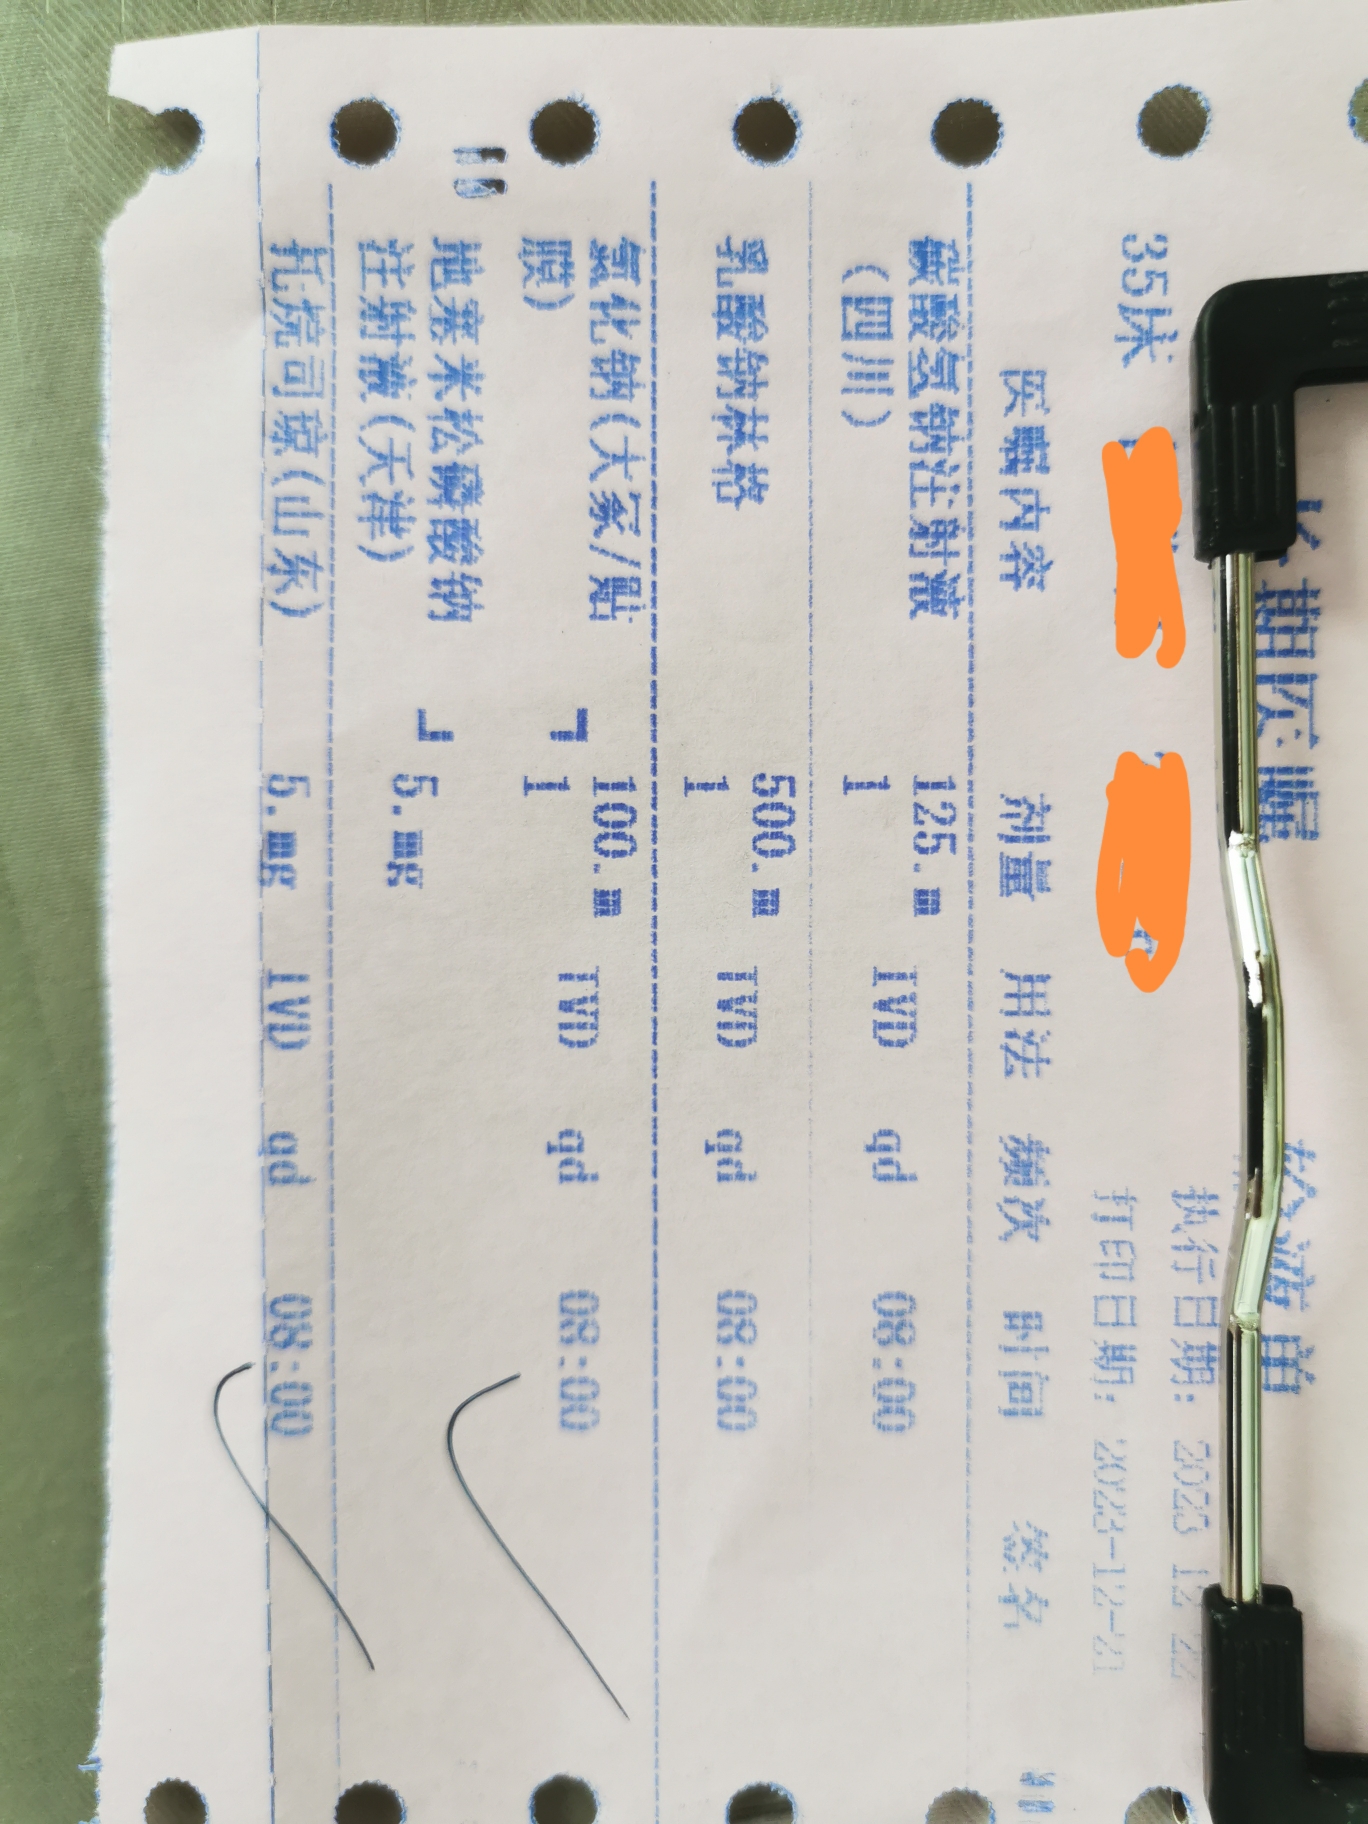 长期医嘱 输液单
执行日期: 2023-12-22
35床 打印日期: 2023-12-21
医嘱内容 剂量 用法 频次 时间 签名
碳酸氢钠注射液 125.m IVD qd 08:00
(四川) l
乳酸钠林格 500.m IVD qd 08:00
l
氯化钠(大冢/贴 ┓ 100.m IVD qd 08:00
膜) l
地塞米松磷酸钠 ┛ 5.mg
注射液(天津)
托烷司琼(山东) 5.mg IVD qd 08:00